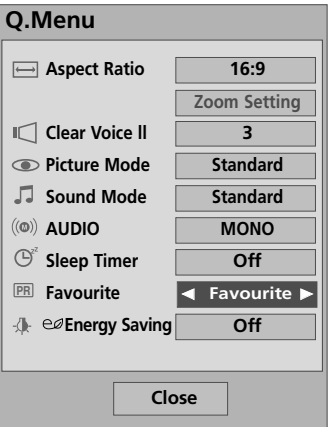 Q.Menu
Aspect Ratio 16:9
Zoom Setting
Clear Voice ll 3
Picture Mode Standard
Sound Mode Standard
AUDIO MONO
Sleep Timer Off
PR Favourite ◄ Favourite ►
Energy Saving Off
Close